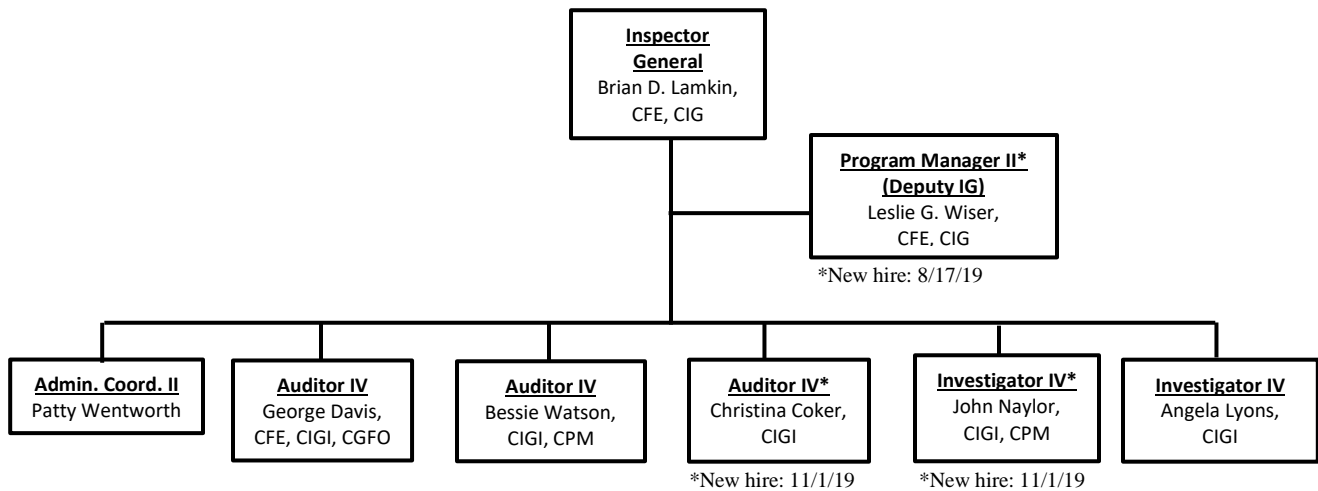 Inspector
General
Brian D. Lamkin,
CFE, CIG
Program Manager II*
(Deputy IG)
Leslie G. Wiser,
CFE, CIG
*New hire: 8/17/19
Admin. Coord. II
Patty Wentworth
Auditor IV
George Davis,
CFE, CIGI, CGFO
Auditor IV
Bessie Watson,
CIGI, CPM
Auditor IV*
Christina Coker,
CIGI
*New hire: 11/1/19
Investigator IV*
John Naylor,
CIGI, CPM
*New hire: 11/1/19
Investigator IV
Angela Lyons,
CIGI